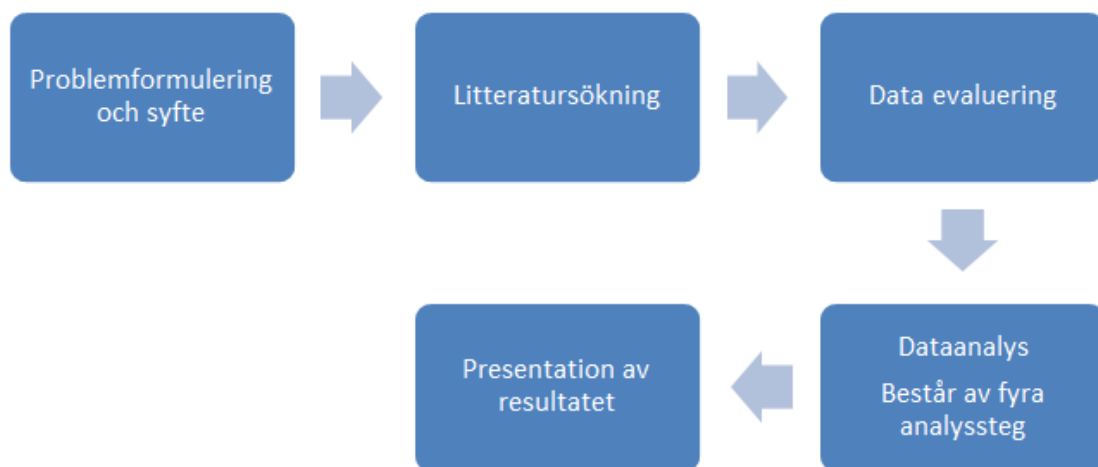 Problemformulering
och syfte
Litteratursökning
Data evaluering
Dataanalys
Består av fyra
analyssteg
Presentation av
resultatet